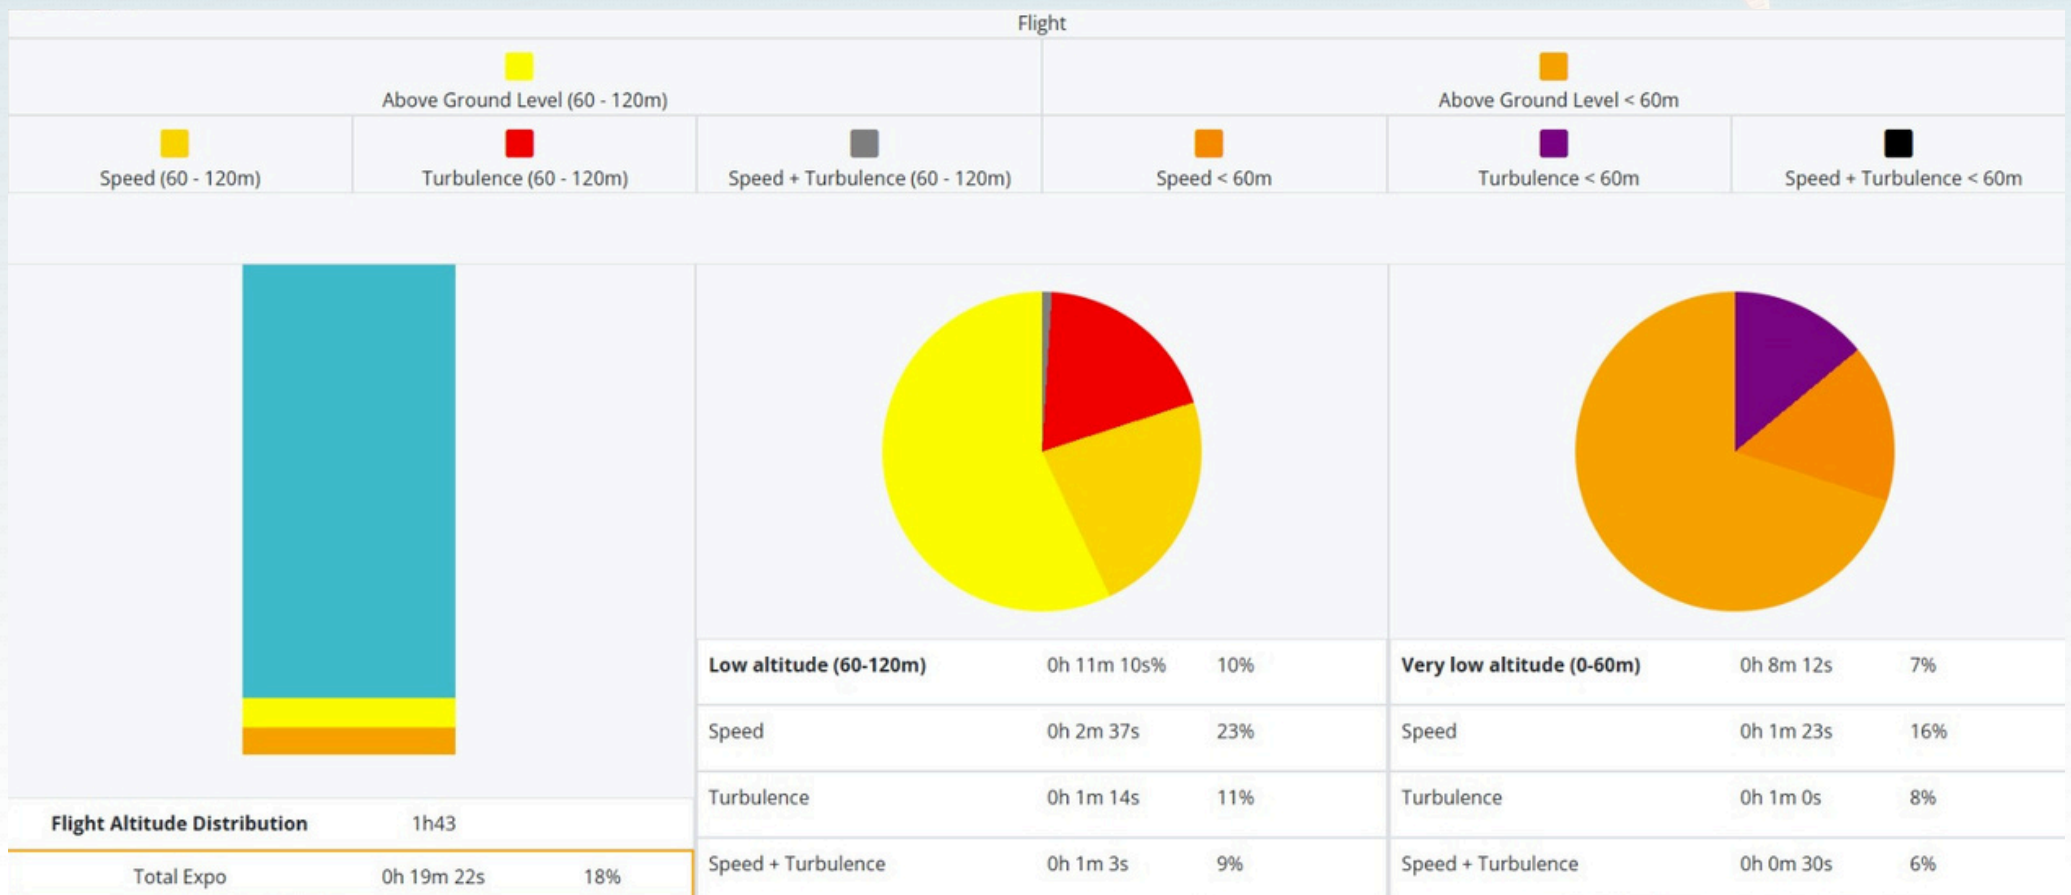 Flight
Above Ground Level (60 - 120m)
Above Ground Level < 60m
Speed (60 - 120m)
Turbulence (60 - 120m)
Speed + Turbulence (60 - 120m)
Speed < 60m
Turbulence < 60m
Speed + Turbulence < 60m
Flight Altitude Distribution 1h43
Total Expo 0h 19m 22s 18%
Low altitude (60-120m) 0h 11m 10s% 10%
Speed 0h 2m 37s 23%
Turbulence 0h 1m 14s 11%
Speed + Turbulence 0h 1m 3s 9%
Very low altitude (0-60m) 0h 8m 12s 7%
Speed 0h 1m 23s 16%
Turbulence 0h 1m 0s 8%
Speed + Turbulence 0h 0m 30s 6%